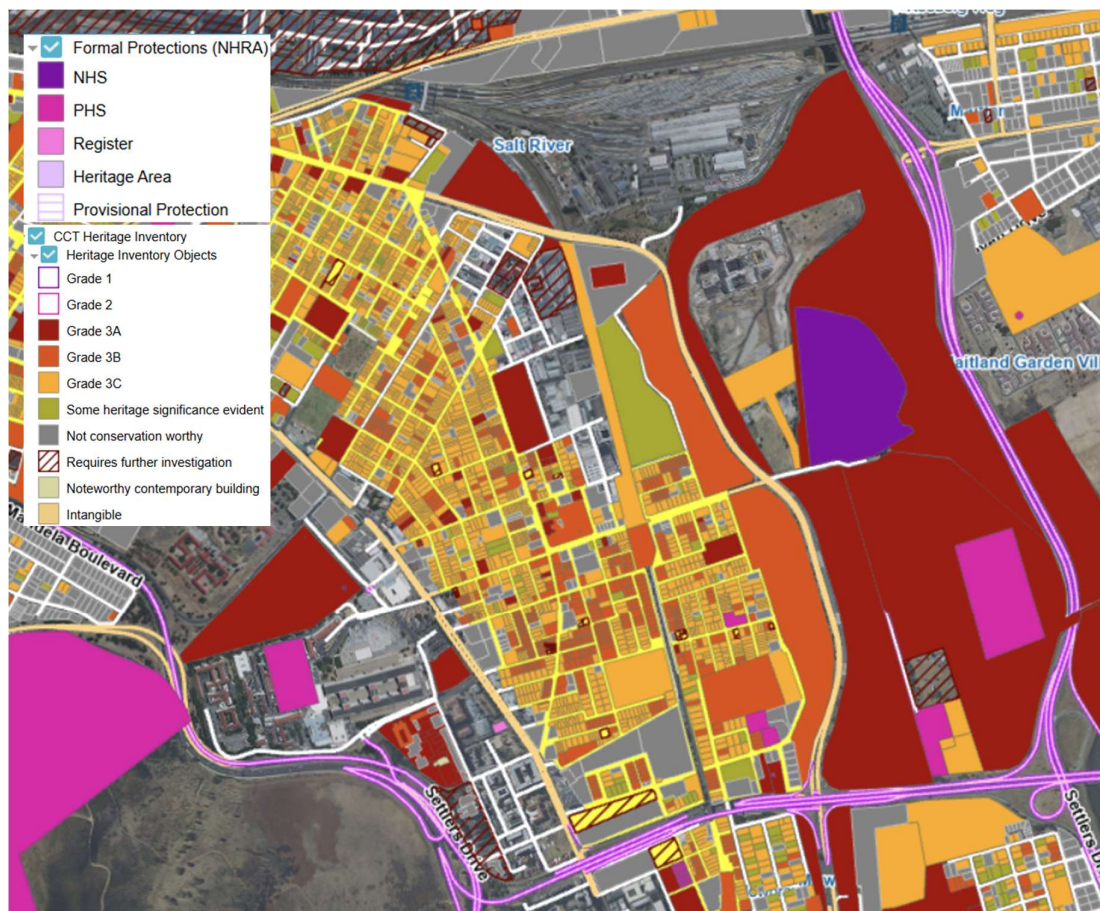 Formal Protections (NHRA)
NHS
PHS
Register
Heritage Area
Provisional Protection
CCT Heritage Inventory
Heritage Inventory Objects
Grade 1
Grade 2
Grade 3A
Grade 3B
Grade 3C
Some heritage significance evident
Not conservation worthy
Requires further investigation
Noteworthy contemporary building
Intangible
Salt River
aitland Garden Vil
Boulevard
Settlers Drive
Settlers D